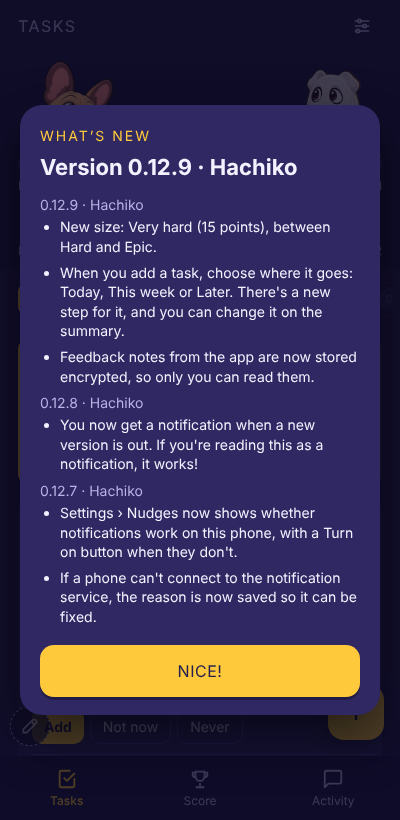 TASKS
WHAT'S NEW
Version 0.12.9 · Hachiko
0.12.9 · Hachiko
• New size: Very hard (15 points), between
Hard and Epic.
• When you add a task, choose where it goes:
Today, This week or Later. There's a new
step for it, and you can change it on the
summary.
• Feedback notes from the app are now stored
encrypted, so only you can read them.
0.12.8 · Hachiko
• You now get a notification when a new
version is out. If you're reading this as a
notification, it works!
0.12.7 · Hachiko
• Settings › Nudges now shows whether
notifications work on this phone, with a Turn
on button when they don't.
• If a phone can't connect to the notification
service, the reason is now saved so it can be
fixed.
NICE!
Add Not now Never
Tasks Score Activity